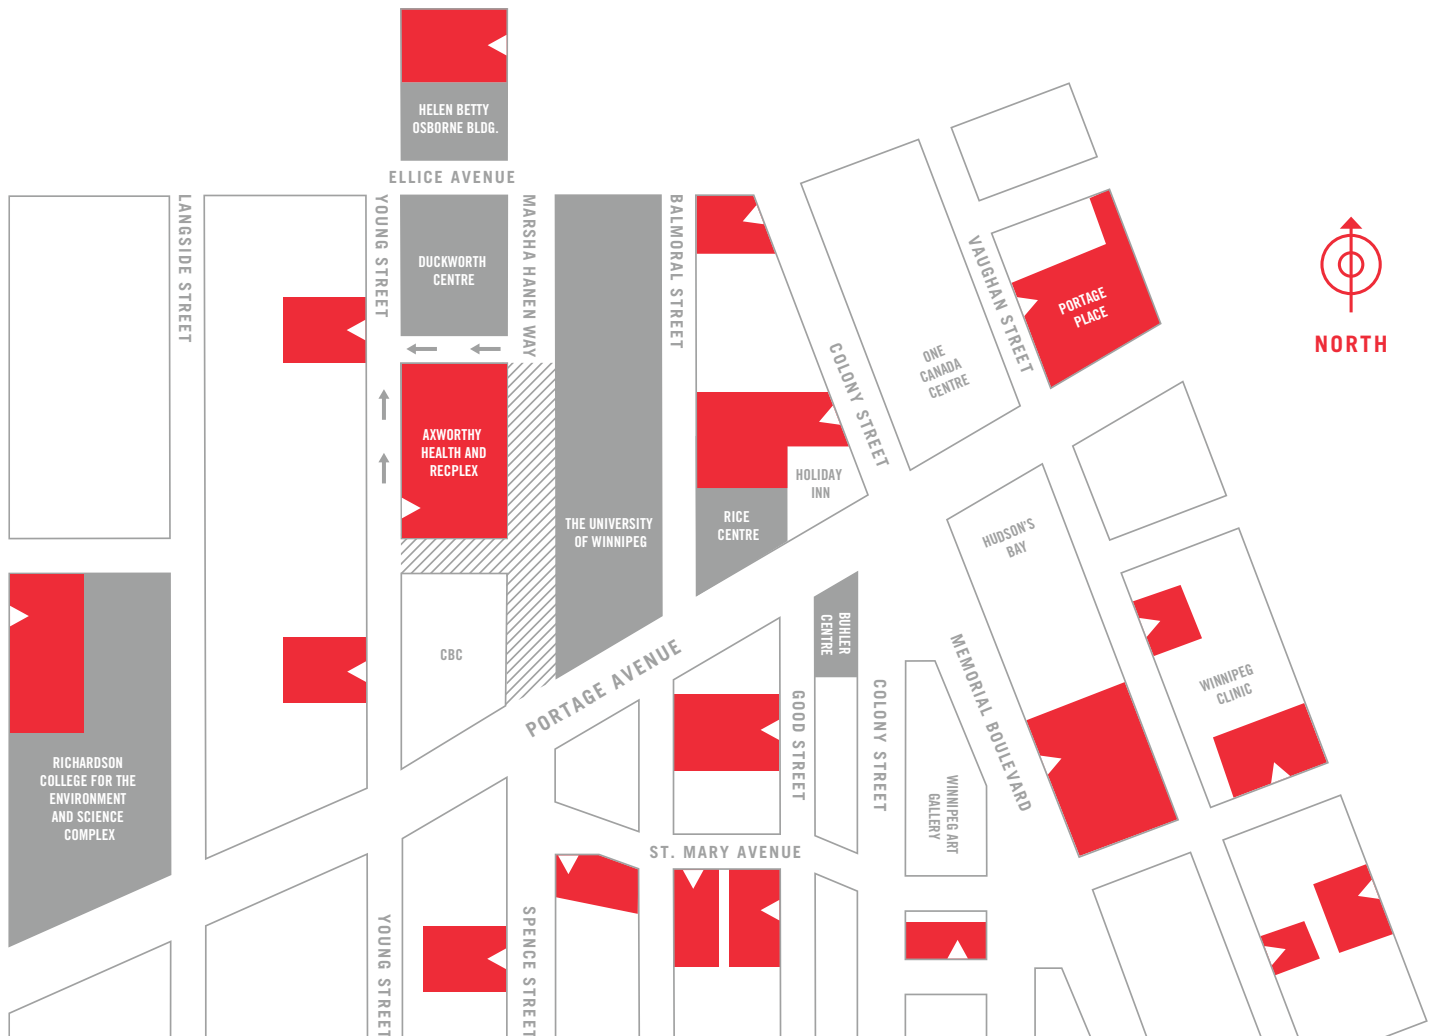 HELEN BETTY
OSBORNE BLDG.
ELLICE AVENUE
LANGSIDE STREET
YOUNG STREET
MARSHA HANEN WAY
BALMORAL STREET
DUCKWORTH
CENTRE
VAUGHAN STREET
PORTAGE
PLACE
NORTH
COLONY STREET
ONE
CANADA
CENTRE
AXWORTHY
HEALTH AND
RECPLEX
HOLIDAY
INN
THE UNIVERSITY
OF WINNIPEG
RICE
CENTRE
HUDSON'S
BAY
BUHLER
CENTRE
CBC
PORTAGE AVENUE
GOOD STREET
COLONY STREET
MEMORIAL BOULEVARD
WINNIPEG
CLINIC
RICHARDSON
COLLEGE FOR THE
ENVIRONMENT
AND SCIENCE
COMPLEX
WINNIPEG ART
GALLERY
ST. MARY AVENUE
YOUNG STREET
SPENCE STREET